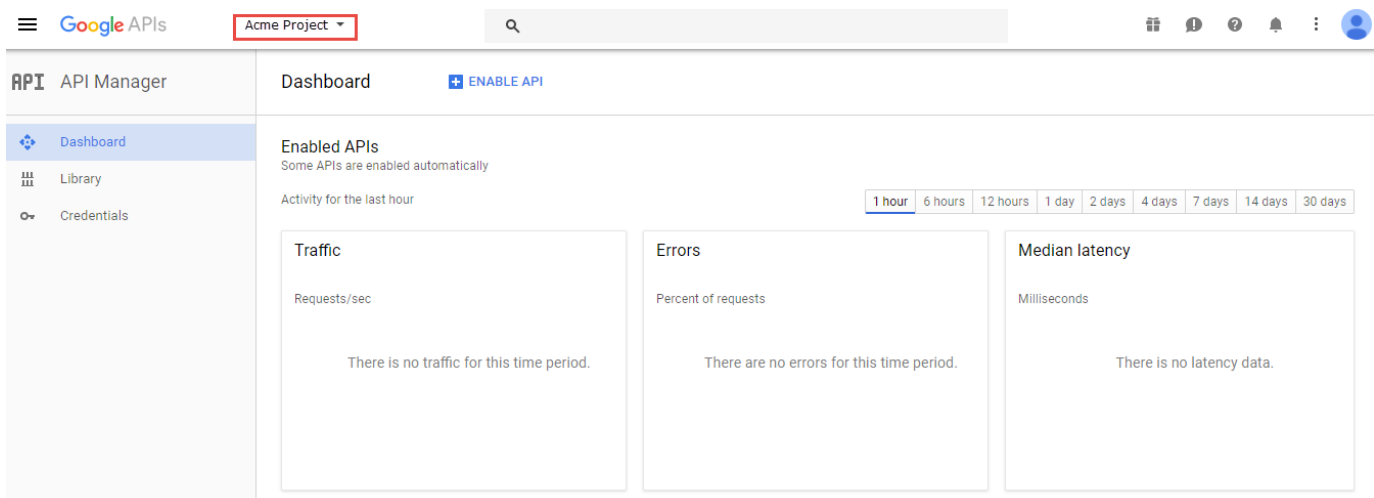 Google APIs Acme Project
API API Manager Dashboard ENABLE API
Dashboard
Library
Credentials
Enabled APIs
Some APIs are enabled automatically
Activity for the last hour 1 hour 6 hours 12 hours 1 day 2 days 4 days 7 days 14 days 30 days
Traffic
Requests/sec
There is no traffic for this time period.
Errors
Percent of requests
There are no errors for this time period.
Median latency
Milliseconds
There is no latency data.